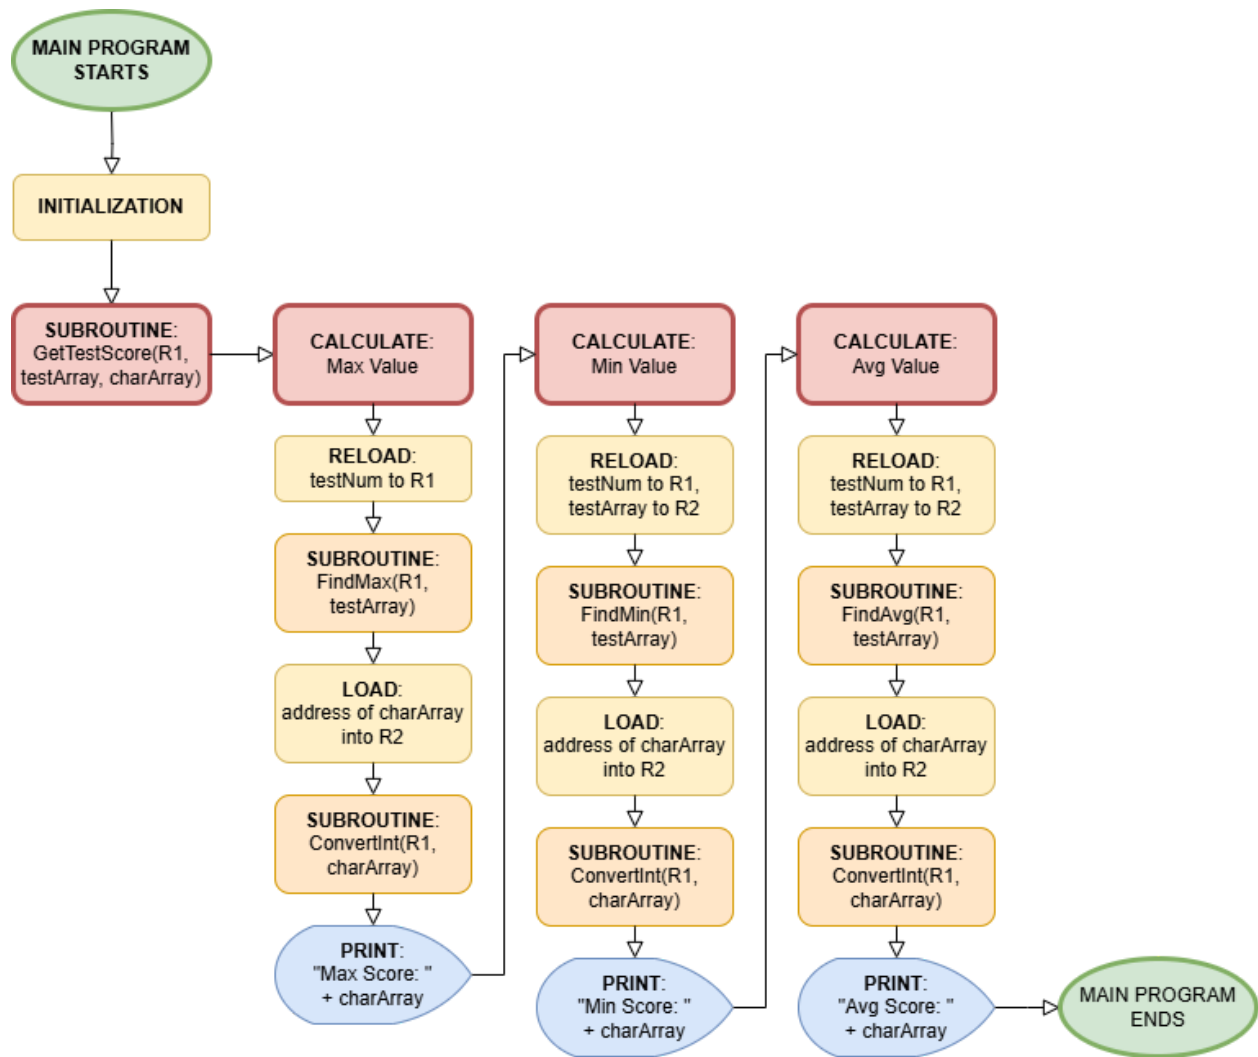 MAIN PROGRAM
STARTS
INITIALIZATION
SUBROUTINE:
GetTestScore(R1,
testArray, charArray)
CALCULATE:
Max Value
RELOAD:
testNum to R1
SUBROUTINE:
FindMax(R1,
testArray)
LOAD:
address of charArray
into R2
SUBROUTINE:
ConvertInt(R1,
charArray)
PRINT:
"Max Score: "
+ charArray
CALCULATE:
Min Value
RELOAD:
testNum to R1,
testArray to R2
SUBROUTINE:
FindMin(R1,
testArray)
LOAD:
address of charArray
into R2
SUBROUTINE:
ConvertInt(R1,
charArray)
PRINT:
"Min Score: "
+ charArray
CALCULATE:
Avg Value
RELOAD:
testNum to R1,
testArray to R2
SUBROUTINE:
FindAvg(R1,
testArray)
LOAD:
address of charArray
into R2
SUBROUTINE:
ConvertInt(R1,
charArray)
PRINT:
"Avg Score: "
+ charArray
MAIN PROGRAM
ENDS